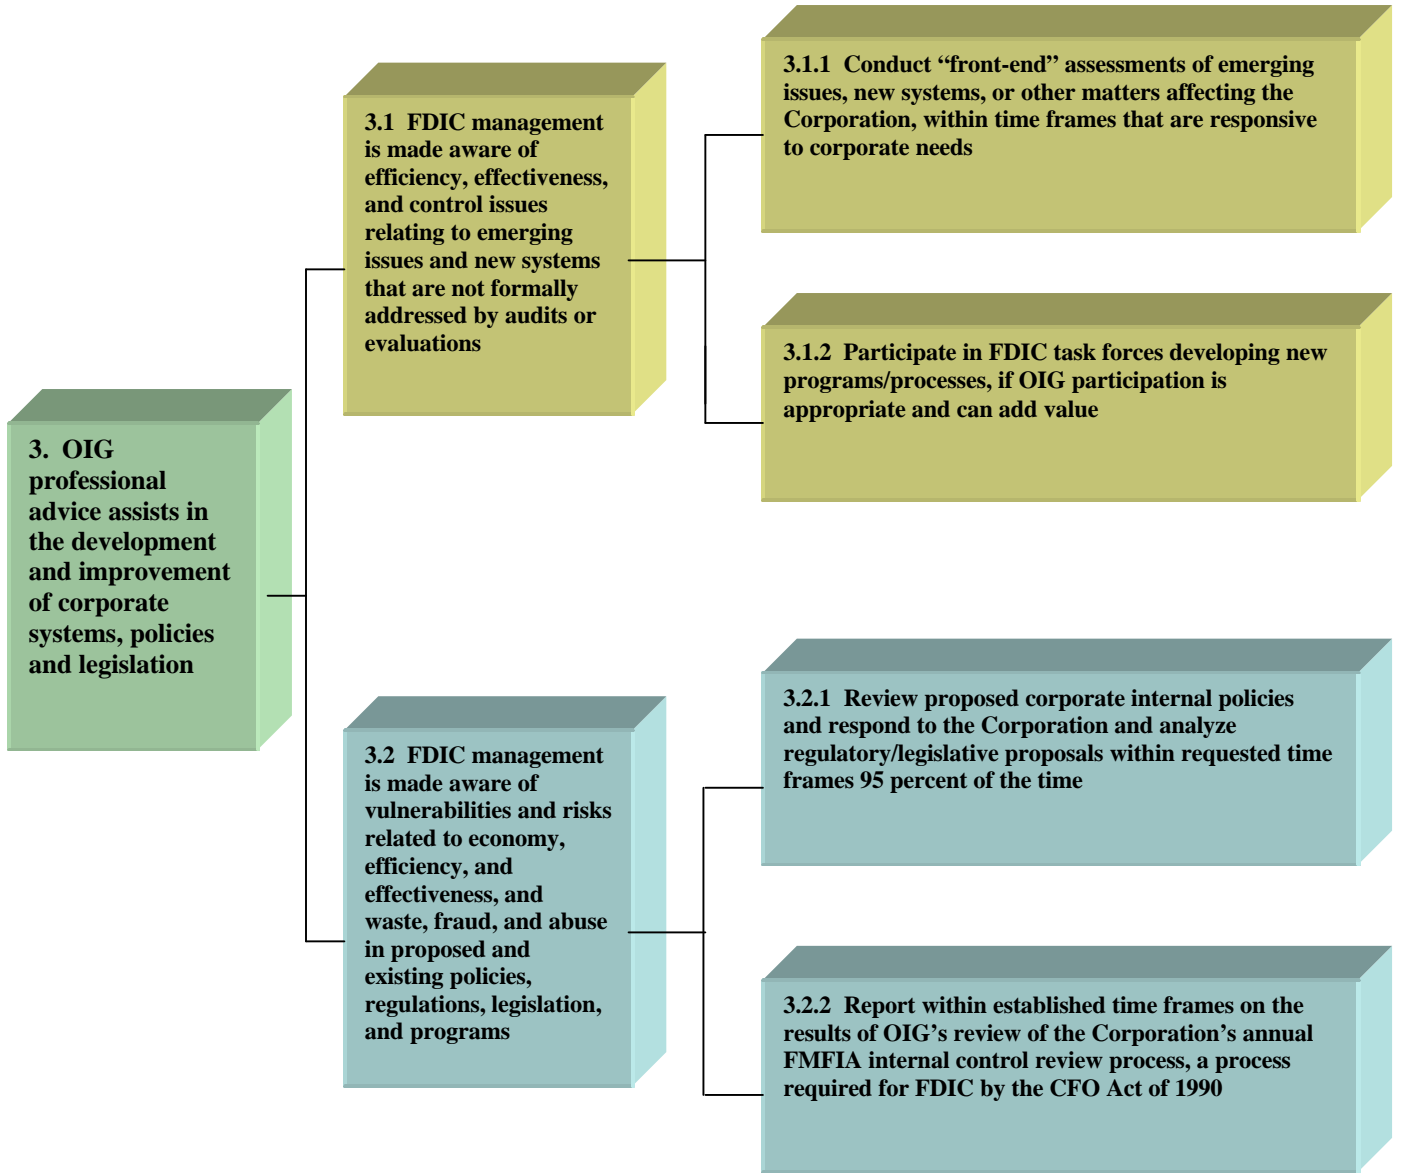 3. OIG
professional
advice assists in
the development
and improvement
of corporate
systems, policies
and legislation
3.1 FDIC management
is made aware of
efficiency, effectiveness,
and control issues
relating to emerging
issues and new systems
that are not formally
addressed by audits or
evaluations
3.1.1 Conduct “front-end” assessments of emerging
issues, new systems, or other matters affecting the
Corporation, within time frames that are responsive
to corporate needs
3.1.2 Participate in FDIC task forces developing new
programs/processes, if OIG participation is
appropriate and can add value
3.2 FDIC management
is made aware of
vulnerabilities and risks
related to economy,
efficiency, and
effectiveness, and
waste, fraud, and abuse
in proposed and
existing policies,
regulations, legislation,
and programs
3.2.1 Review proposed corporate internal policies
and respond to the Corporation and analyze
regulatory/legislative proposals within requested time
frames 95 percent of the time
3.2.2 Report within established time frames on the
results of OIG’s review of the Corporation’s annual
FMFIA internal control review process, a process
required for FDIC by the CFO Act of 1990